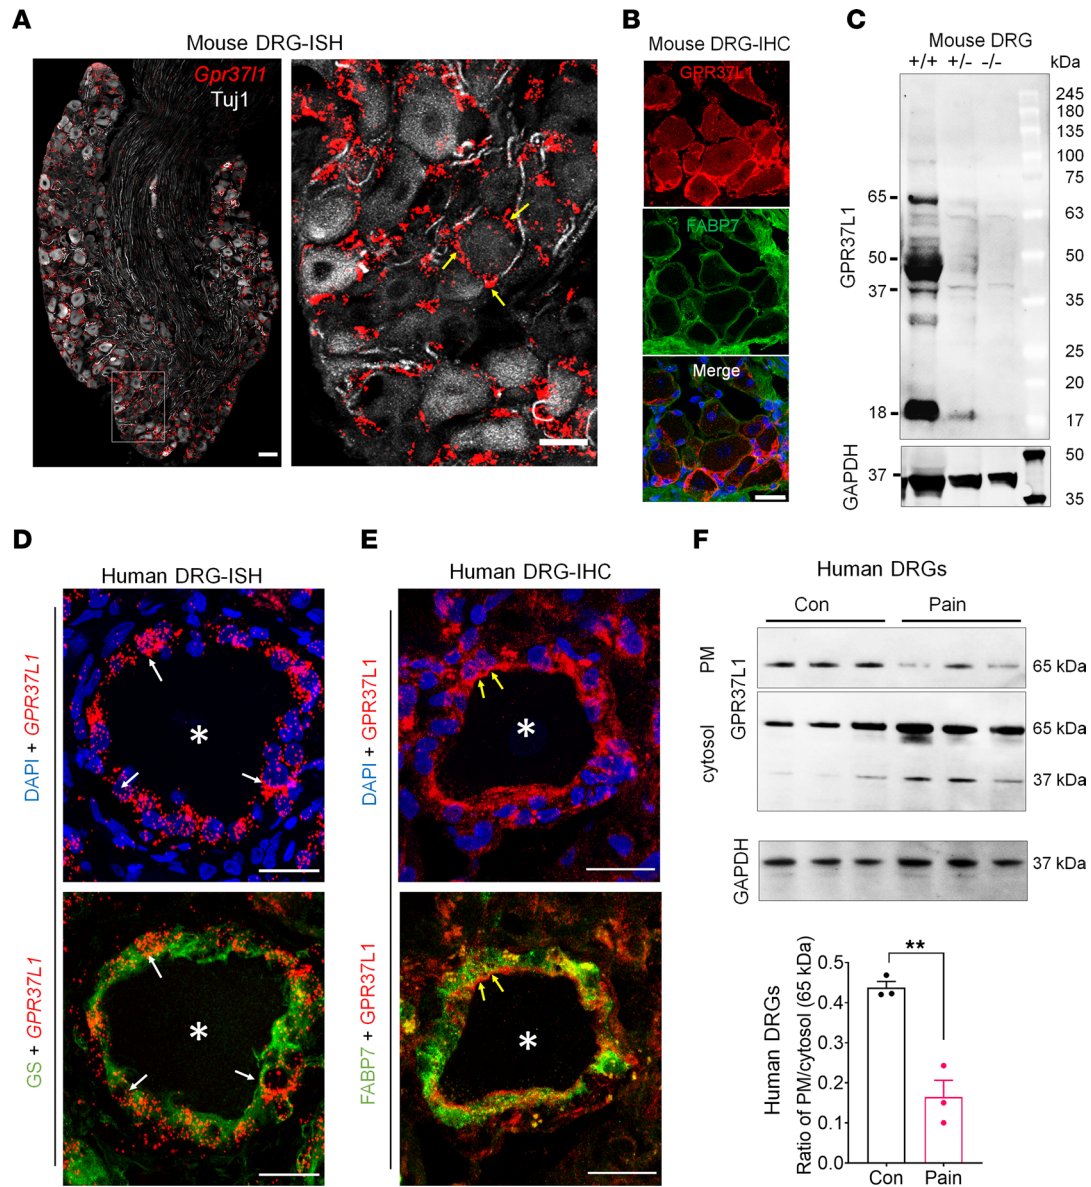 A
Mouse DRG-ISH
Gpr37l1
Tuj1
B
Mouse DRG-IHC
GPR37L1
FABP7
Merge
C
Mouse DRG
+/+ +/- -/- kDa
245
180
135
100
75
63
48
35
25
20
17
65
50
37
18
GPR37L1
50
37
35
GAPDH
D
Human DRG-ISH
DAPI + GPR37L1
*
GS + GPR37L1
*
E
Human DRG-IHC
DAPI + GPR37L1
*
FABP7 + GPR37L1
*
F
Human DRGs
Con Pain
PM
65 kDa
GPR37L1
cytosol
65 kDa
37 kDa
GAPDH
37 kDa
Human DRGs
Ratio of PM/cytosol (65 kDa)
**
0.5
0.4
0.3
0.2
0.1
0.0
Con Pain